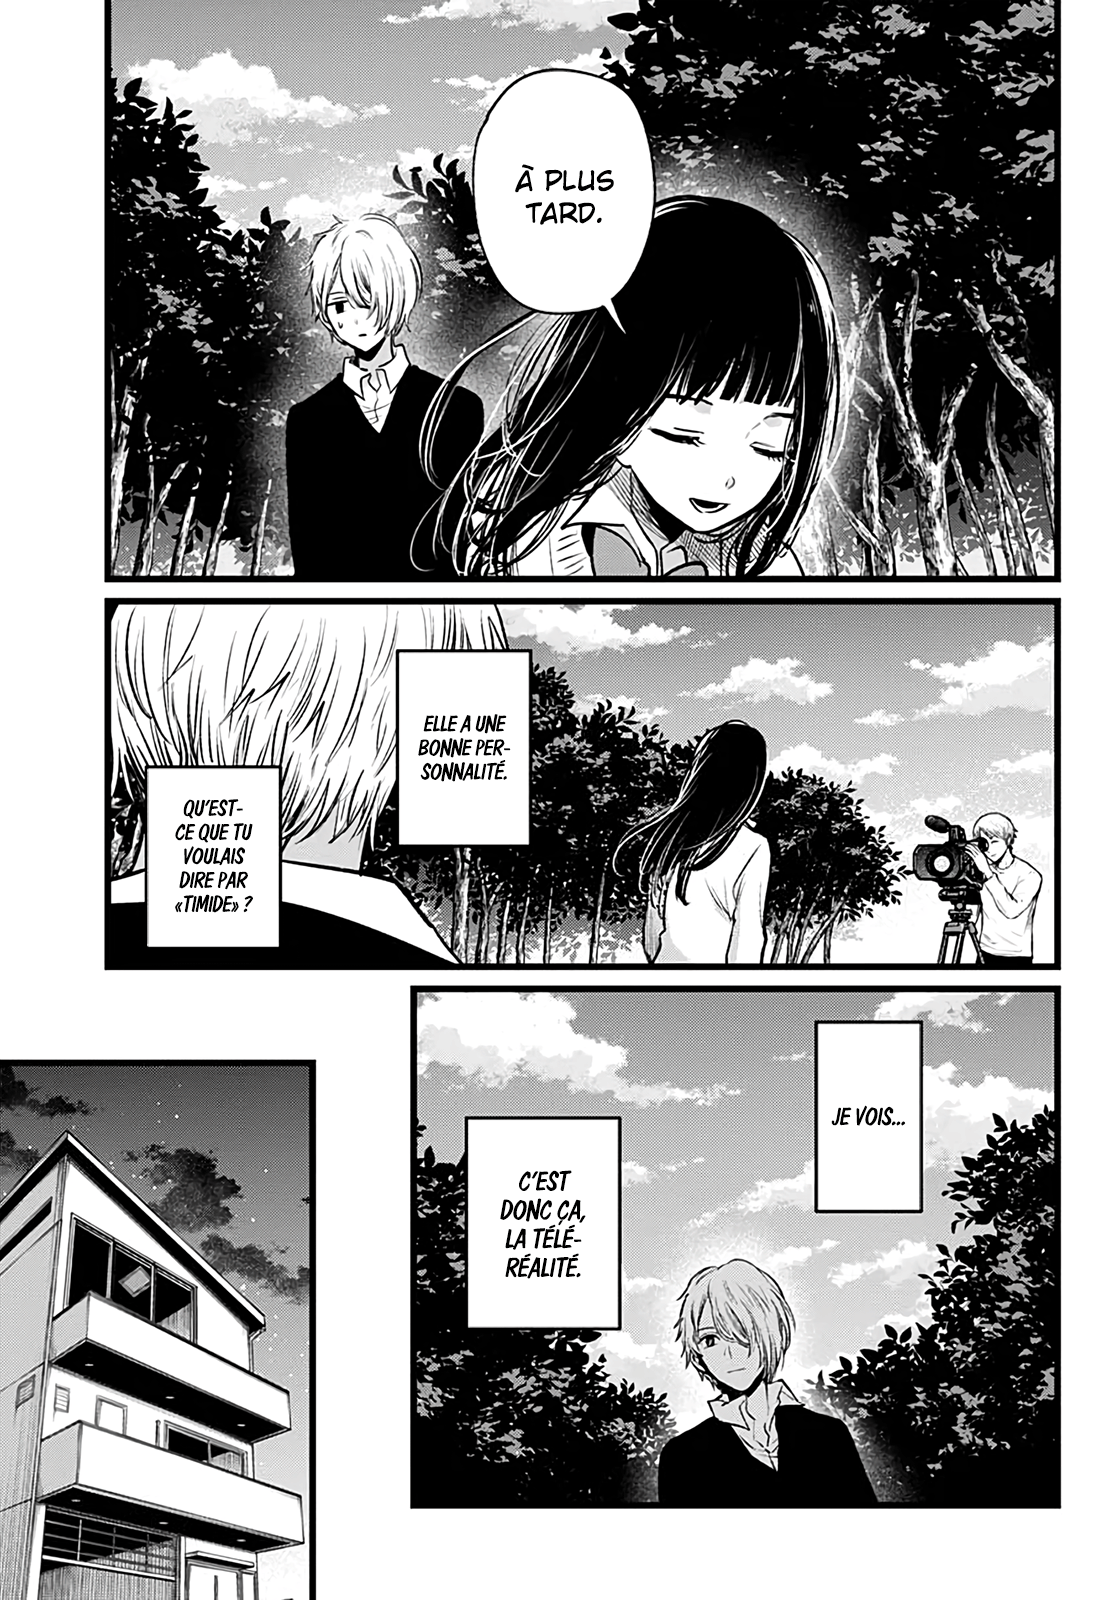 À PLUS
TARD.
ELLE A UNE
BONNE PER-
SONNALITÉ.
QU'EST-
CE QUE TU
VOULAIS
DIRE PAR
«TIMIDE» ?
JE VOIS...
C'EST
DONC ÇA,
LA TÉLÉ-
RÉALITÉ.